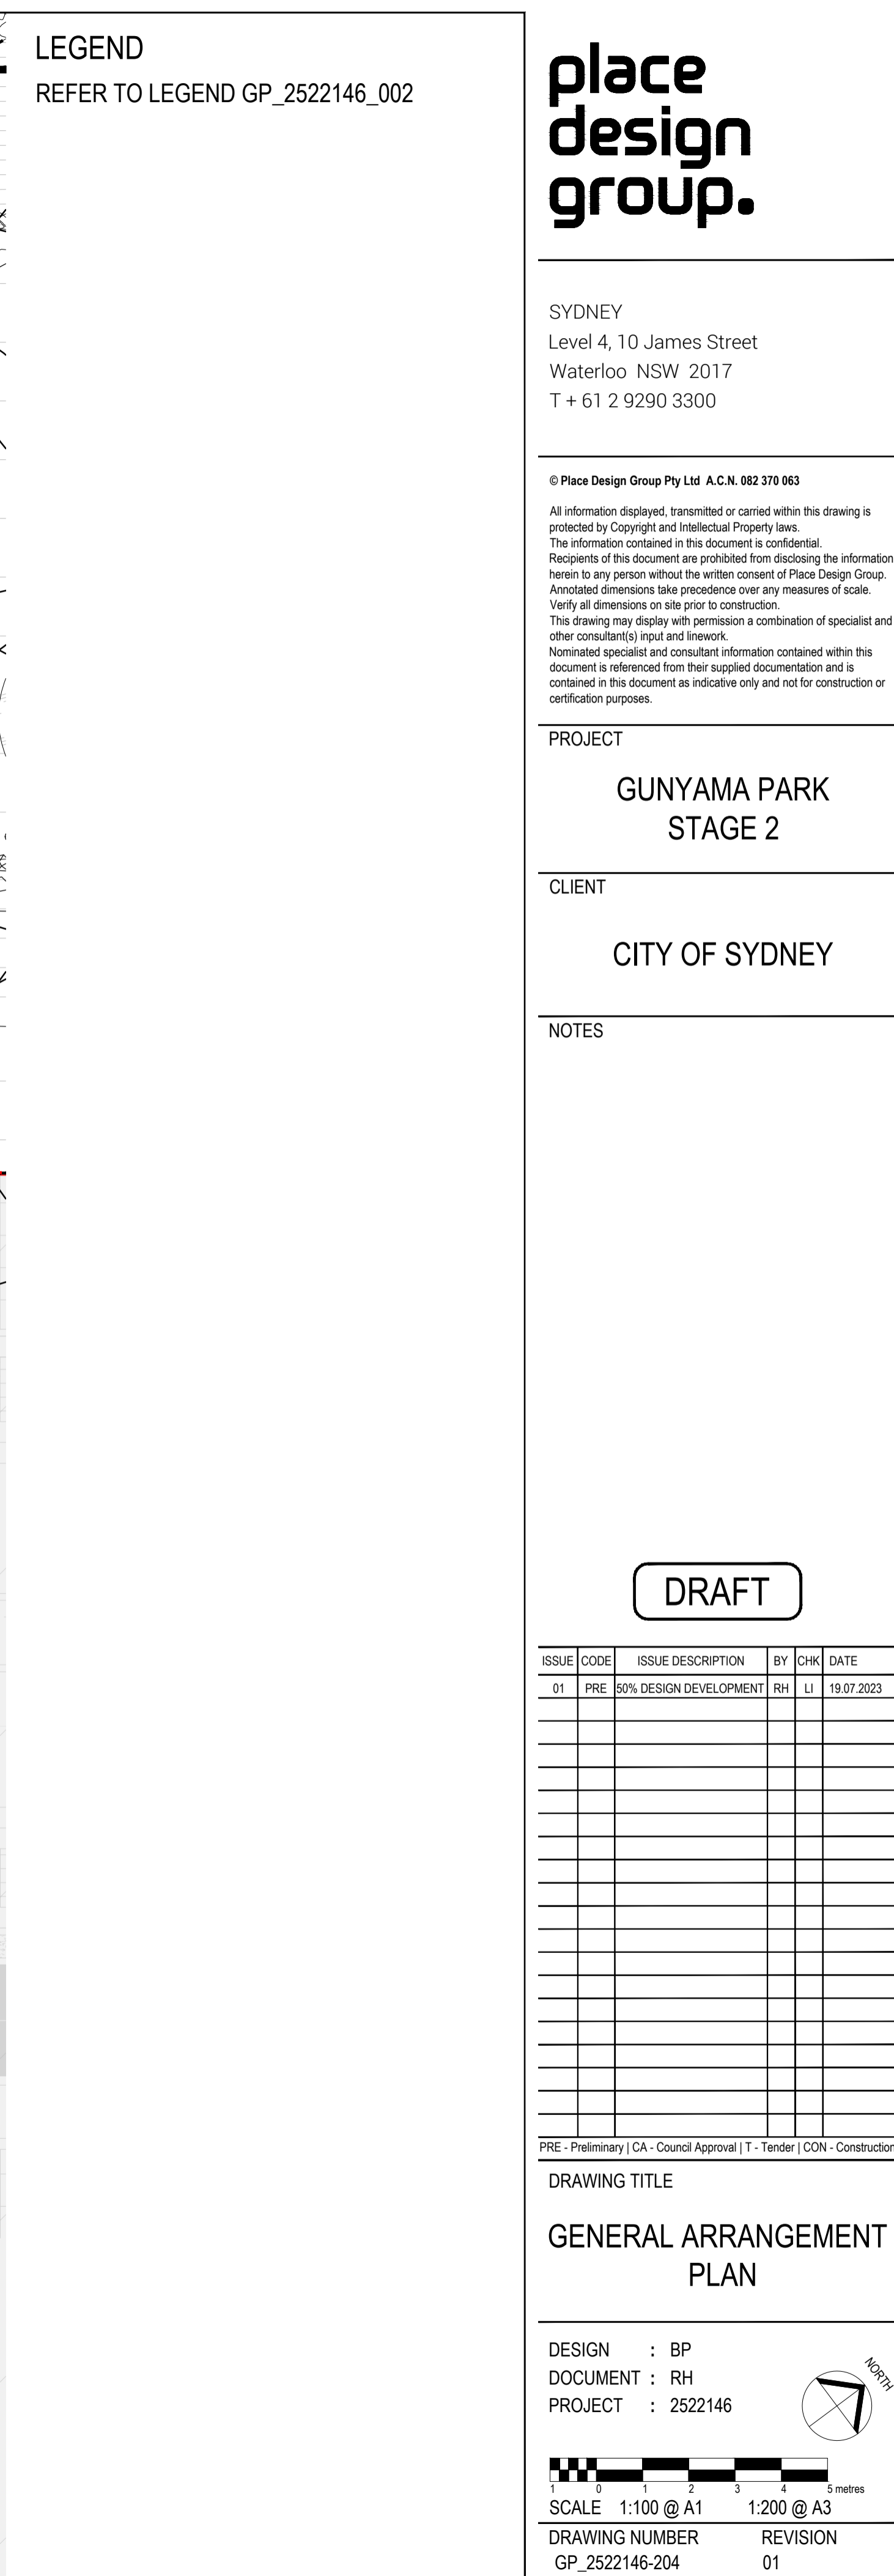 LEGEND
REFER TO LEGEND GP_2522146_002
place
design
group.
SYDNEY
Level 4, 10 James Street
Waterloo NSW 2017
T + 61 2 9290 3300
© Place Design Group Pty Ltd A.C.N. 082 370 063
All information displayed, transmitted or carried within this drawing is
protected by Copyright and Intellectual Property laws.
The information contained in this document is confidential.
Recipients of this document are prohibited from disclosing the information
herein to any person without the written consent of Place Design Group.
Annotated dimensions take precedence over any measures of scale.
Verify all dimensions on site prior to construction.
This drawing may display with permission a combination of specialist and
other consultant(s) input and linework.
Nominated specialist and consultant information contained within this
document is referenced from their supplied documentation and is
contained in this document as indicative only and not for construction or
certification purposes.
PROJECT
GUNYAMA PARK
STAGE 2
CLIENT
CITY OF SYDNEY
NOTES
DRAFT
ISSUE CODE ISSUE DESCRIPTION BY CHK DATE
01 PRE 50% DESIGN DEVELOPMENT RH LI 19.07.2023
PRE - Preliminary | CA - Council Approval | T - Tender | CON - Construction
DRAWING TITLE
GENERAL ARRANGEMENT
PLAN
DESIGN : BP
DOCUMENT : RH
PROJECT : 2522146
NORTH
1 0 1 2 3 4 5 metres
SCALE 1:100 @ A1 1:200 @ A3
DRAWING NUMBER REVISION
GP_2522146-204 01